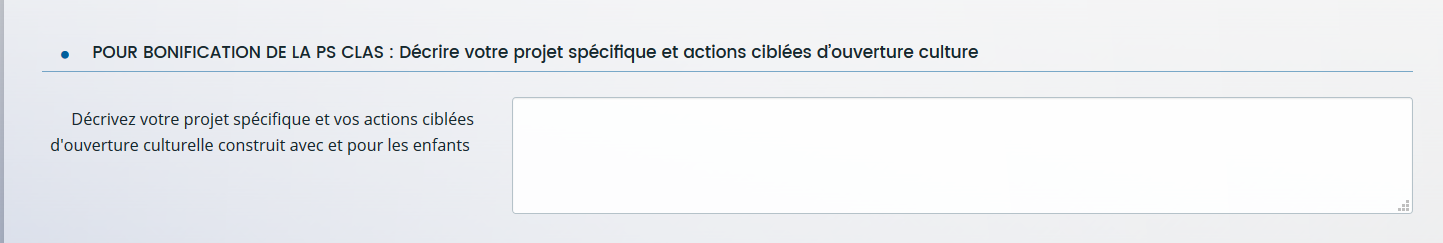 POUR BONIFICATION DE LA PS CLAS : Décrire votre projet spécifique et actions ciblées d’ouverture culture
Décrivez votre projet spécifique et vos actions ciblées
d'ouverture culturelle construit avec et pour les enfants